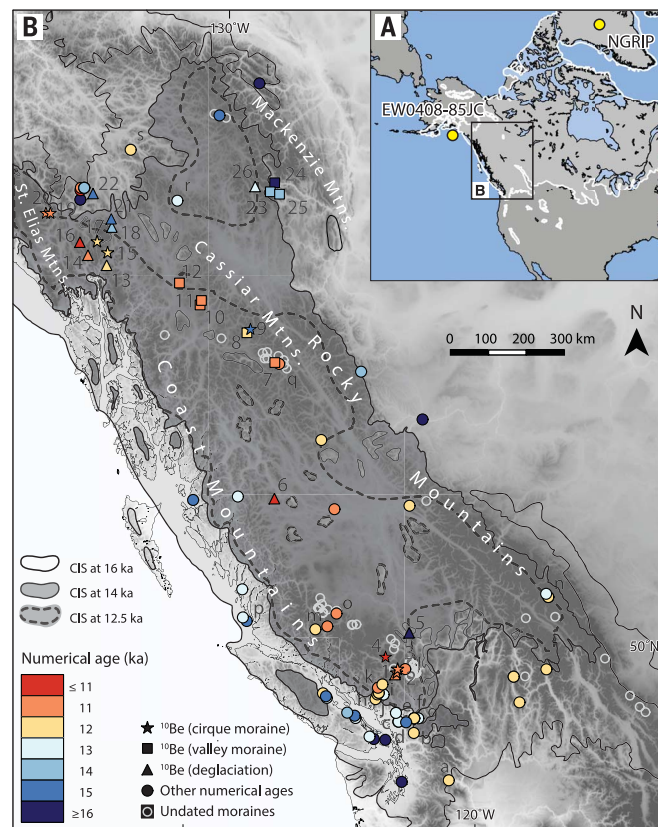 B
130°W
A
NGRIP
EW0408-85JC
B
Mackenzie Mtns.
26
24
r
23
25
22
20
St. Elias Mtns.
17
18
16
15
14
13
Cassiar Mtns.
12
11
10
9
8
7
q
N
0 100 200 300 km
Rocky Mountains
Coast Mountains
6
CIS at 16 ka
CIS at 14 ka
CIS at 12.5 ka
p
o
m
5
4
50°N
Numerical age (ka)
≤ 11
11
12
13
14
15
≥16
¹⁰Be (cirque moraine)
¹⁰Be (valley moraine)
¹⁰Be (deglaciation)
Other numerical ages
Undated moraines
c
d
a
120°W